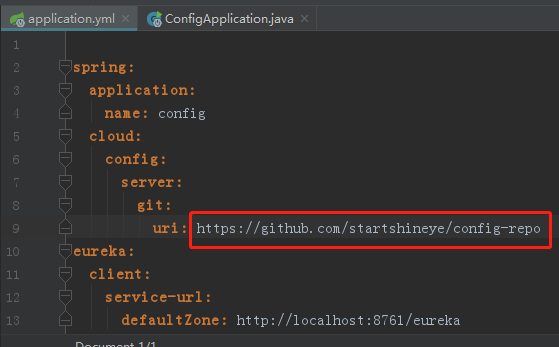 application.yml × ConfigApplication.java ×
1
2 spring:
3 application:
4 name: config
5 cloud:
6 config:
7 server:
8 git:
9 uri: https://github.com/startshineye/config-repo
10 eureka:
11 client:
12 service-url:
13 defaultZone: http://localhost:8761/eureka
Document 1/1